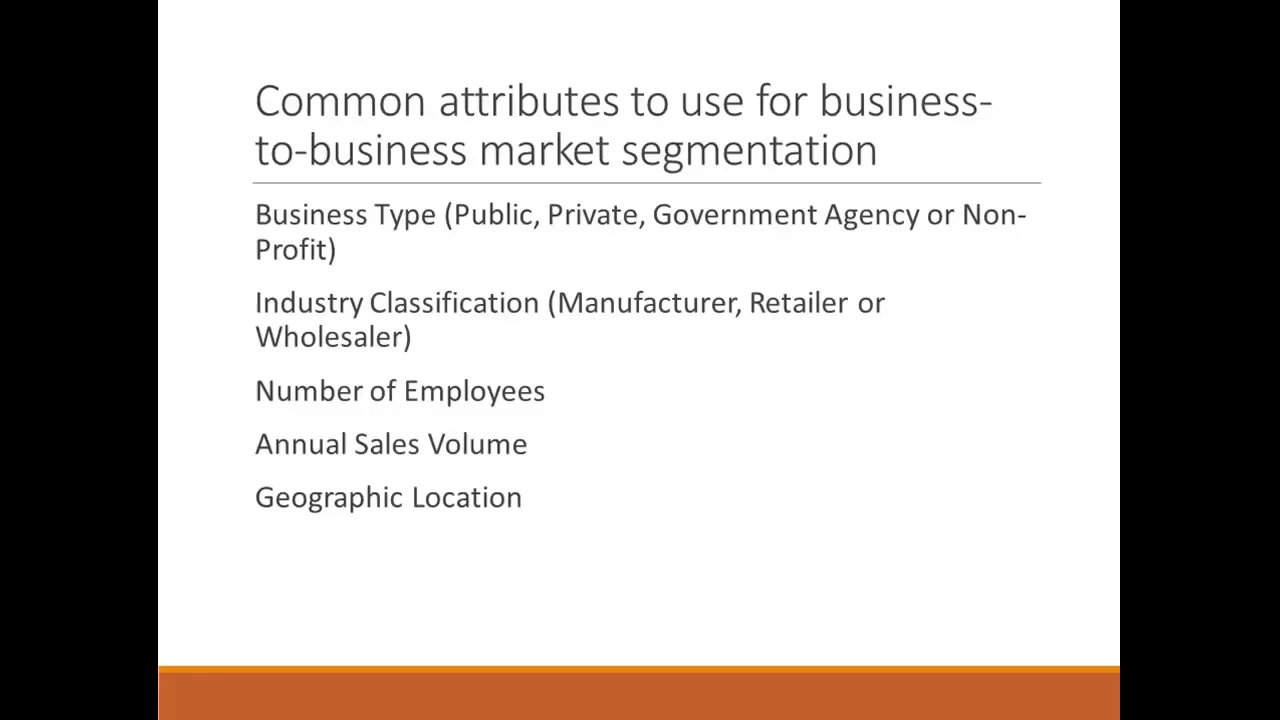 Common attributes to use for business-
to-business market segmentation
Business Type (Public, Private, Government Agency or Non-
Profit)
Industry Classification (Manufacturer, Retailer or
Wholesaler)
Number of Employees
Annual Sales Volume
Geographic Location